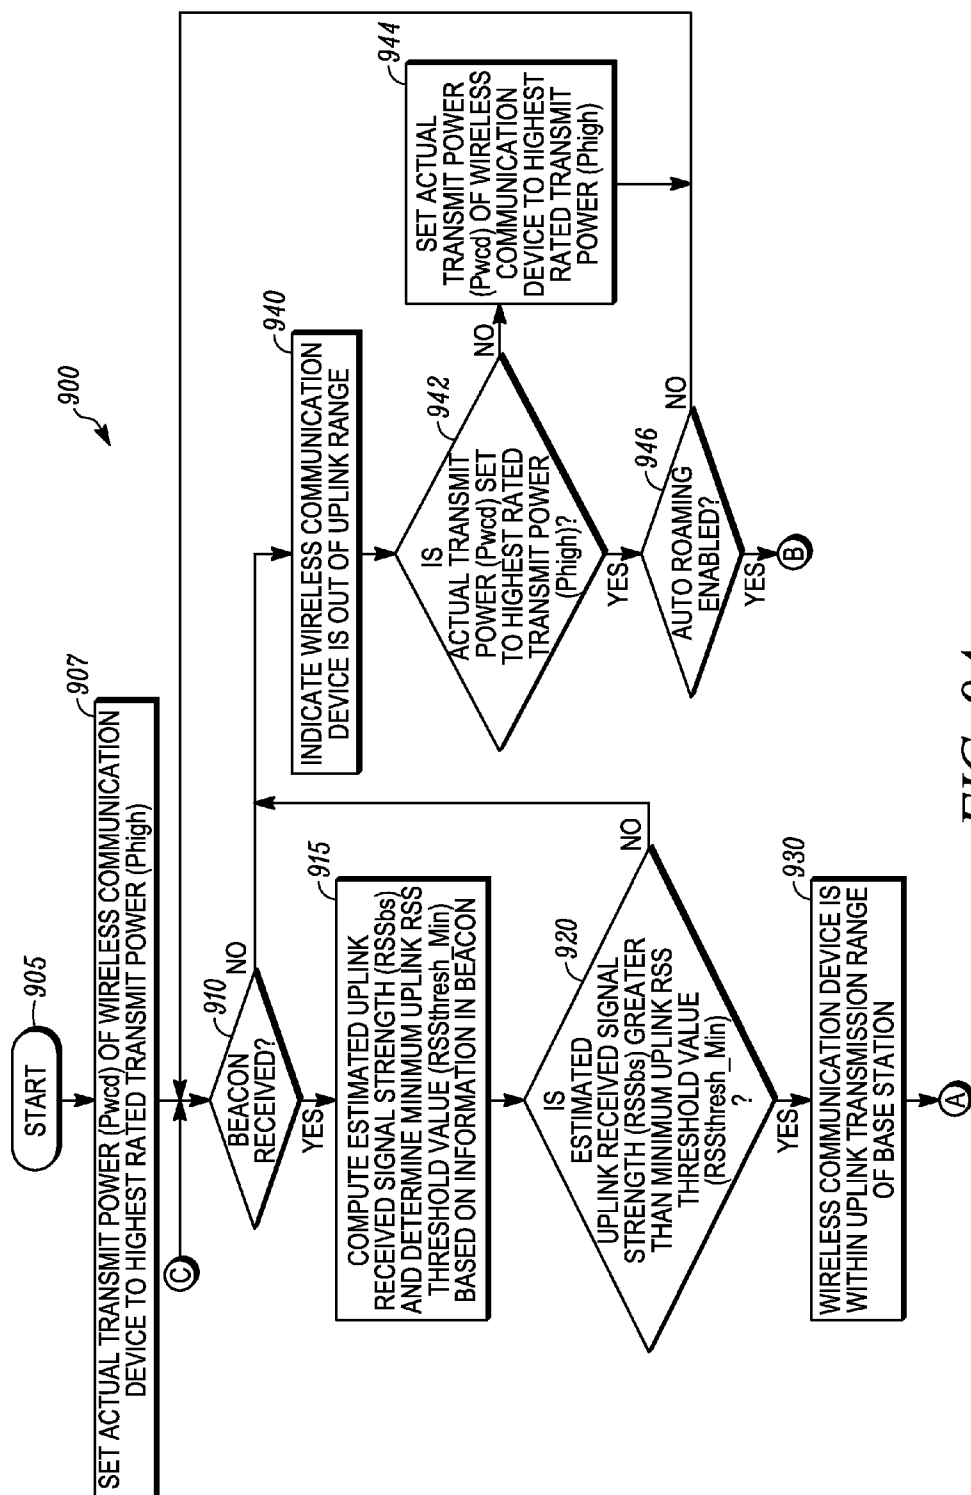 900
START
905
SET ACTUAL TRANSMIT POWER (Pwcd) OF WIRELESS COMMUNICATION
DEVICE TO HIGHEST RATED TRANSMIT POWER (Phigh)
907
C
BEACON
RECEIVED?
910
NO
YES
COMPUTE ESTIMATED UPLINK
RECEIVED SIGNAL STRENGTH (RSSbs)
AND DETERMINE MINIMUM UPLINK RSS
THRESHOLD VALUE (RSSthresh_Min)
BASED ON INFORMATION IN BEACON
915
IS
ESTIMATED
UPLINK RECEIVED SIGNAL
STRENGTH (RSSbs) GREATER
THAN MINIMUM UPLINK RSS
THRESHOLD VALUE
(RSSthresh_Min)
?
920
NO
YES
WIRELESS COMMUNICATION DEVICE IS
WITHIN UPLINK TRANSMISSION RANGE
OF BASE STATION
930
A
INDICATE WIRELESS COMMUNICATION
DEVICE IS OUT OF UPLINK RANGE
940
IS
ACTUAL TRANSMIT
POWER (Pwcd) SET
TO HIGHEST RATED
TRANSMIT POWER
(Phigh)?
942
NO
YES
SET ACTUAL
TRANSMIT POWER
(Pwcd) OF WIRELESS
COMMUNICATION
DEVICE TO HIGHEST
RATED TRANSMIT
POWER (Phigh)
944
AUTO ROAMING
ENABLED?
946
NO
YES
B
FIG. 9A